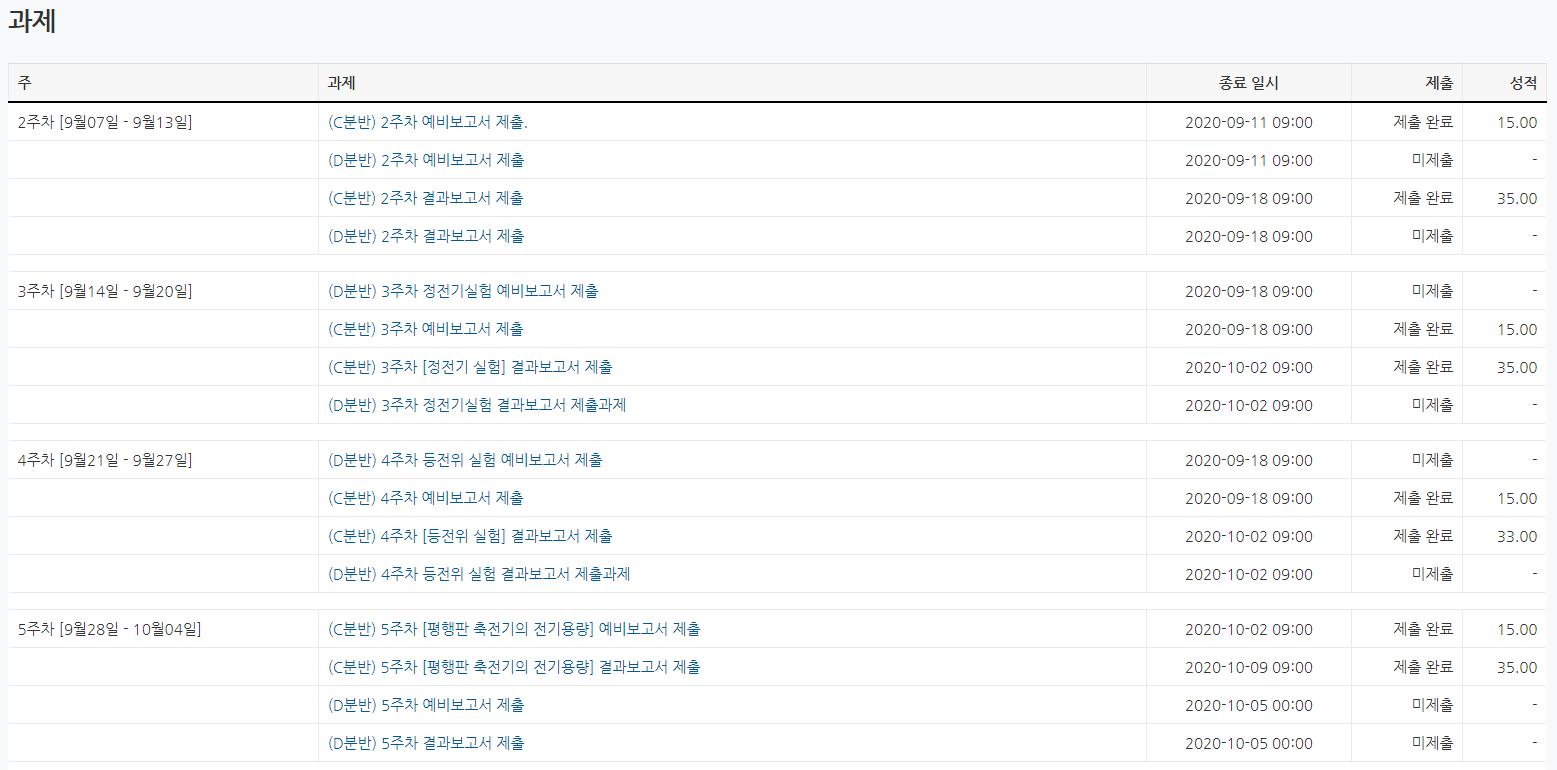 과제
주 과제 종료 일시 제출 성적
2주차 [9월07일 - 9월13일] (C분반) 2주차 예비보고서 제출. 2020-09-11 09:00 제출 완료 15.00
(D분반) 2주차 예비보고서 제출 2020-09-11 09:00 미제출 -
(C분반) 2주차 결과보고서 제출 2020-09-18 09:00 제출 완료 35.00
(D분반) 2주차 결과보고서 제출 2020-09-18 09:00 미제출 -
3주차 [9월14일 - 9월20일] (D분반) 3주차 정전기실험 예비보고서 제출 2020-09-18 09:00 미제출 -
(C분반) 3주차 예비보고서 제출 2020-09-18 09:00 제출 완료 15.00
(C분반) 3주차 [정전기 실험] 결과보고서 제출 2020-10-02 09:00 제출 완료 35.00
(D분반) 3주차 정전기실험 결과보고서 제출과제 2020-10-02 09:00 미제출 -
4주차 [9월21일 - 9월27일] (D분반) 4주차 등전위 실험 예비보고서 제출 2020-09-18 09:00 미제출 -
(C분반) 4주차 예비보고서 제출 2020-09-18 09:00 제출 완료 15.00
(C분반) 4주차 [등전위 실험] 결과보고서 제출 2020-10-02 09:00 제출 완료 33.00
(D분반) 4주차 등전위 실험 결과보고서 제출과제 2020-10-02 09:00 미제출 -
5주차 [9월28일 - 10월04일] (C분반) 5주차 [평행판 축전기의 전기용량] 예비보고서 제출 2020-10-02 09:00 제출 완료 15.00
(C분반) 5주차 [평행판 축전기의 전기용량] 결과보고서 제출 2020-10-09 09:00 제출 완료 35.00
(D분반) 5주차 예비보고서 제출 2020-10-05 00:00 미제출 -
(D분반) 5주차 결과보고서 제출 2020-10-05 00:00 미제출 -